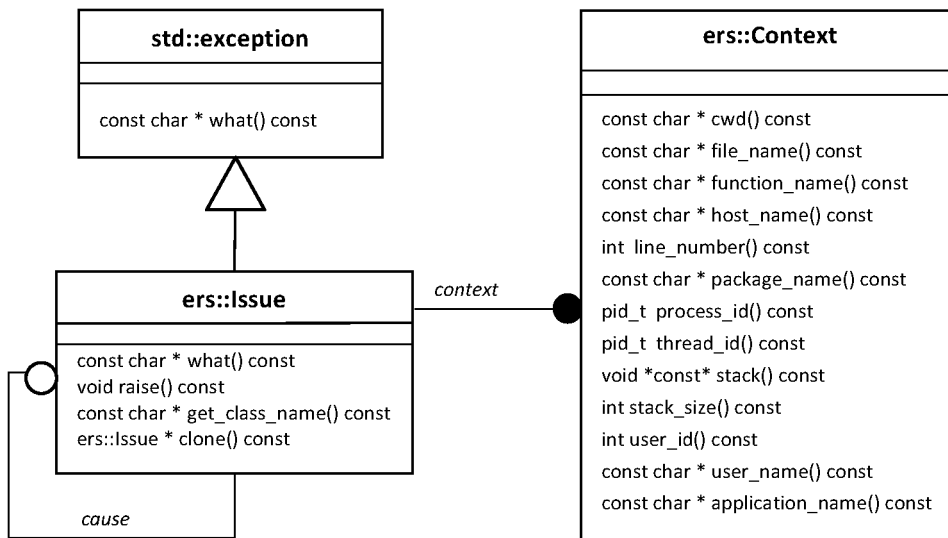 std::exception
const char * what() const
ers::Issue
const char * what() const
void raise() const
const char * get_class_name() const
ers::Issue * clone() const
cause
context
ers::Context
const char * cwd() const
const char * file_name() const
const char * function_name() const
const char * host_name() const
int line_number() const
const char * package_name() const
pid_t process_id() const
pid_t thread_id() const
void *const* stack() const
int stack_size() const
int user_id() const
const char * user_name() const
const char * application_name() const